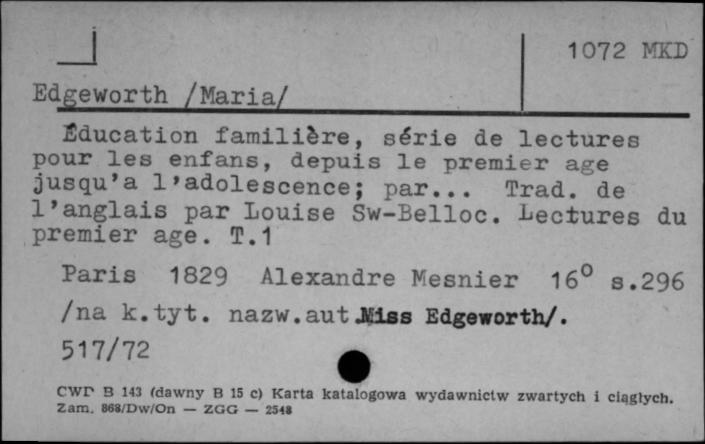 1072 MKD
Edgeworth /Maria/
Éducation familière, série de lectures
pour les enfans, depuis le premier age
jusqu'a l'adolescence; par... Trad. de
l'anglais par Louise Sw-Belloc. Lectures du
premier age. T.1
Paris 1829 Alexandre Mesnier 16° s.296
/na k.tyt. nazw.aut.Miss Edgeworth/.
517/72
CWD B 143 (dawny B 15 c) Karta katalogowa wydawnictw zwartych i ciągłych.
Zam. 868/Dw/On — ZGG — 2548